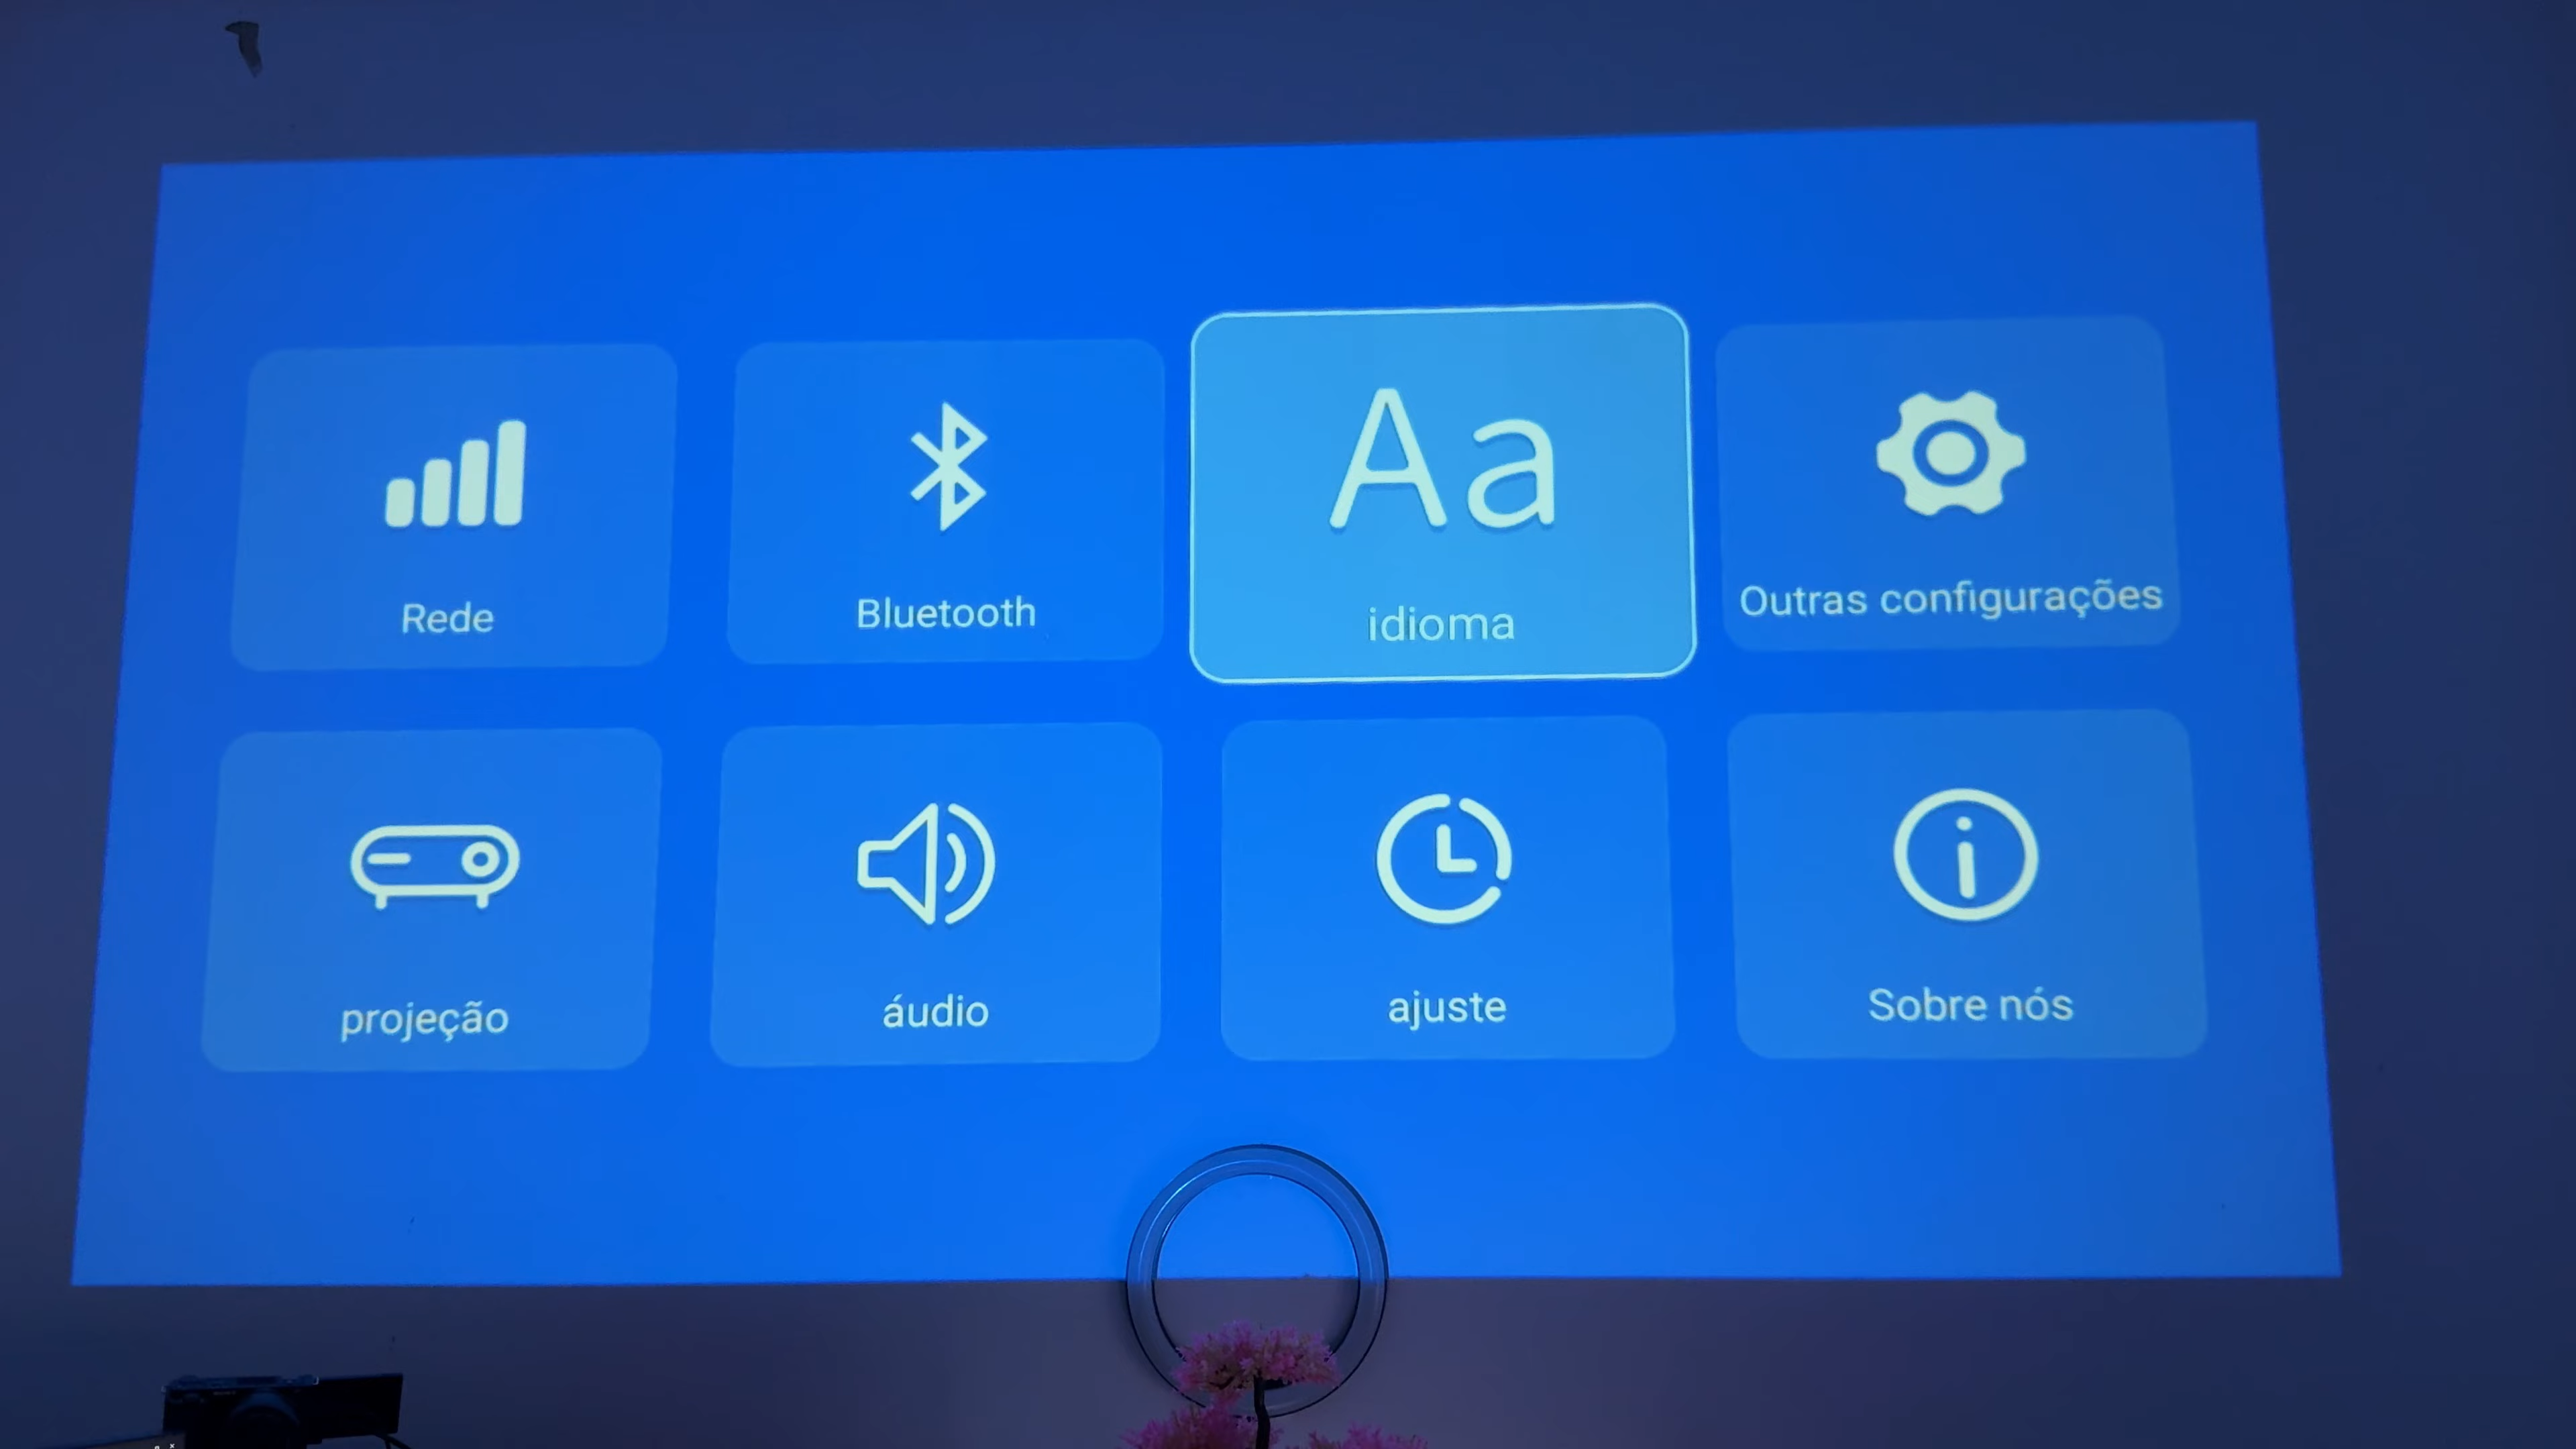 Rede
Bluetooth
Aa
idioma
Outras configurações
projeção
áudio
ajuste
Sobre nós